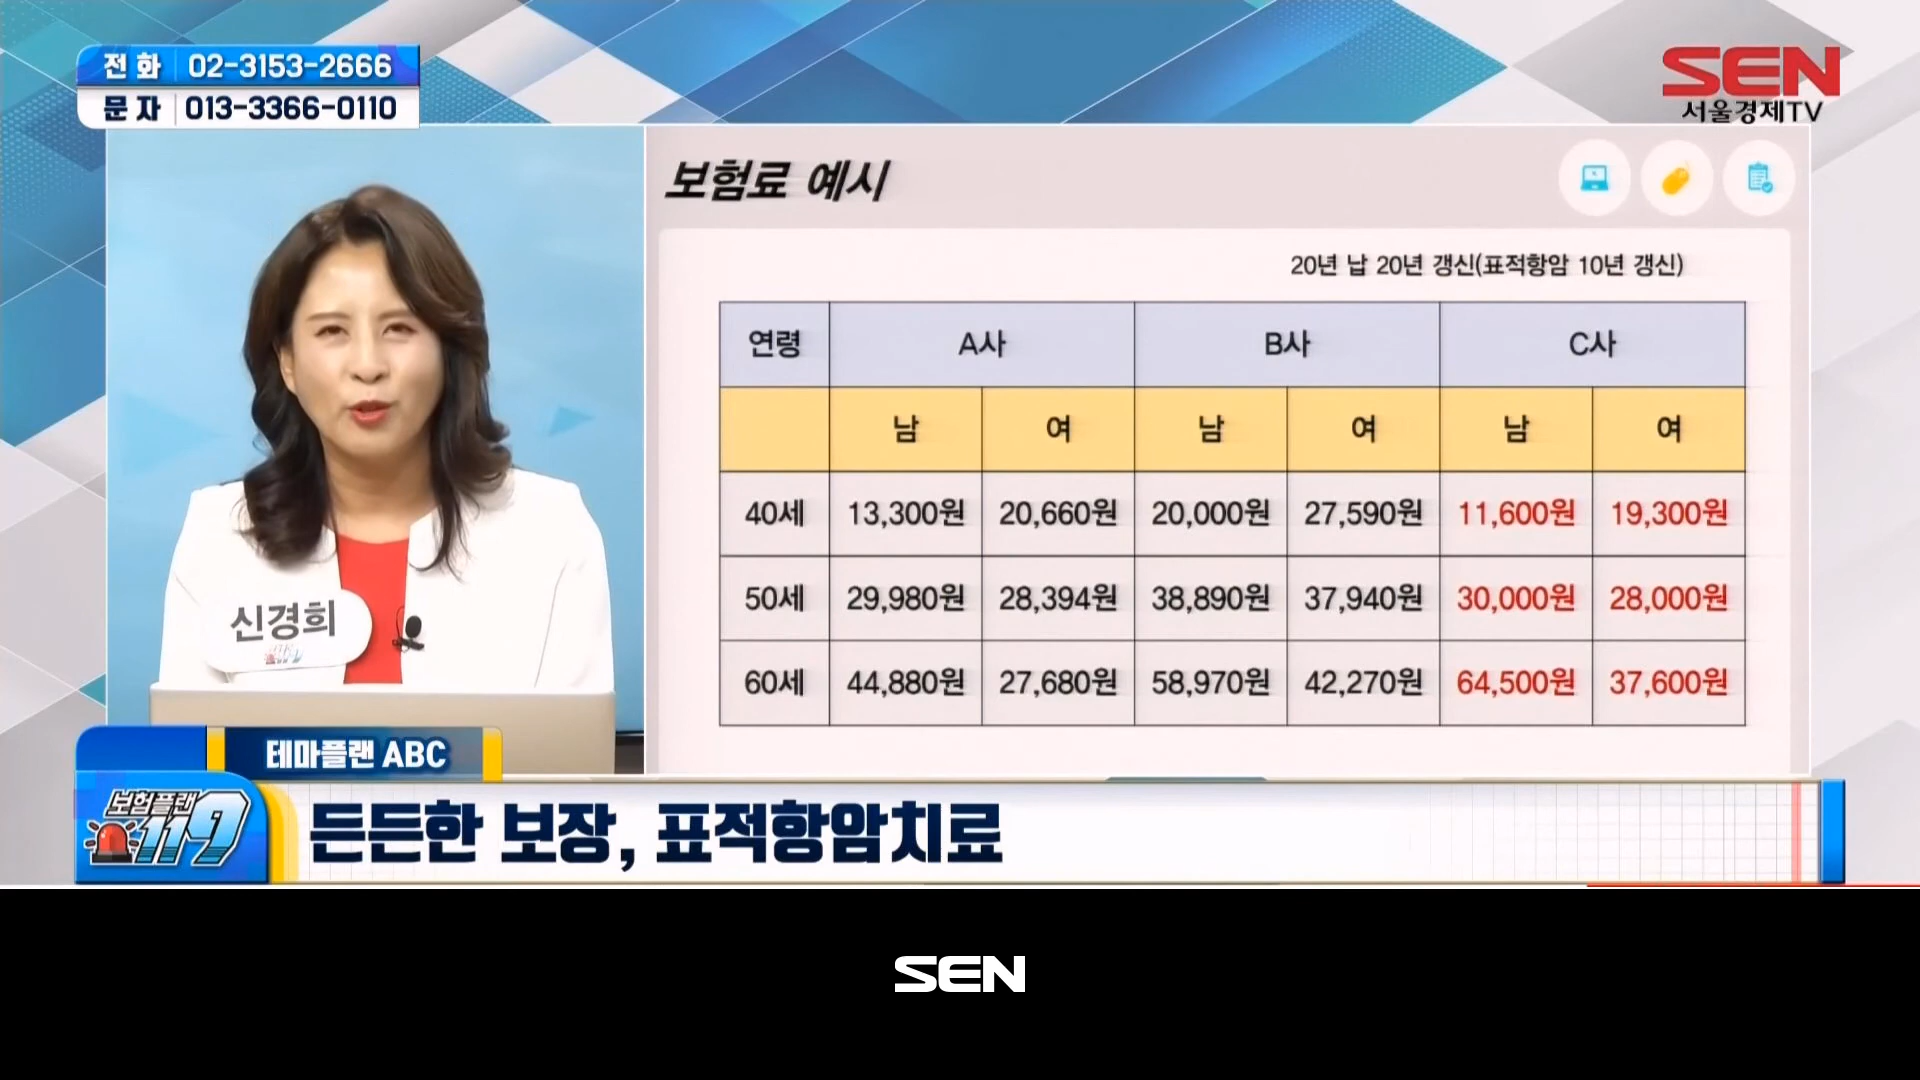 전화 02-3153-2666
문자 013-3366-0110
SEN
서울경제TV
보험료 예시
20년 납 20년 갱신(표적항암 10년 갱신)
연령 A사 B사 C사
남 여 남 여 남 여
40세 13,300원 20,660원 20,000원 27,590원 11,600원 19,300원
50세 29,980원 28,394원 38,890원 37,940원 30,000원 28,000원
60세 44,880원 27,680원 58,970원 42,270원 64,500원 37,600원
신경희
테마플랜 ABC
보험플랜
119
든든한 보장, 표적항암치료
SEN